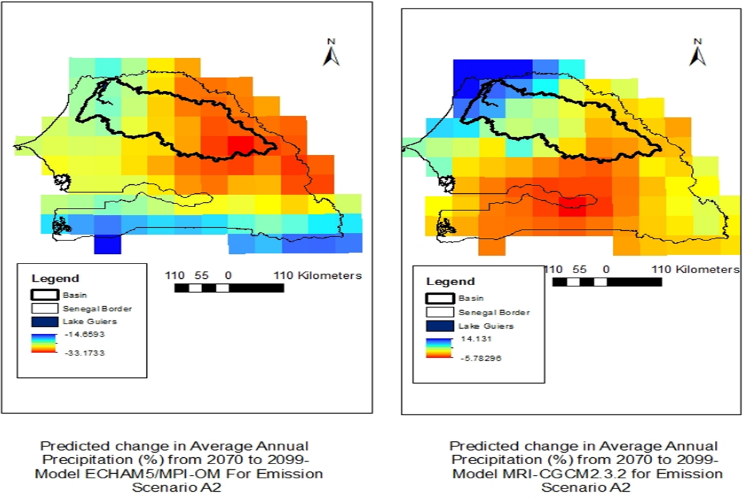 N
Legend
Basin
Senegal Border
Lake Guiers
-14.6593
-33.1733
110 55 0 110 Kilometers
Predicted change in Average Annual
Precipitation (%) from 2070 to 2099-
Model ECHAM5/MPI-OM For Emission
Scenario A2
N
110 55 0 110 Kilometers
Legend
Basin
Senegal Border
Lake Guiers
14.131
-5.78296
Predicted change in Average Annual
Precipitation (%) from 2070 to 2099-
Model MRI-CGCM2.3.2 for Emission
Scenario A2